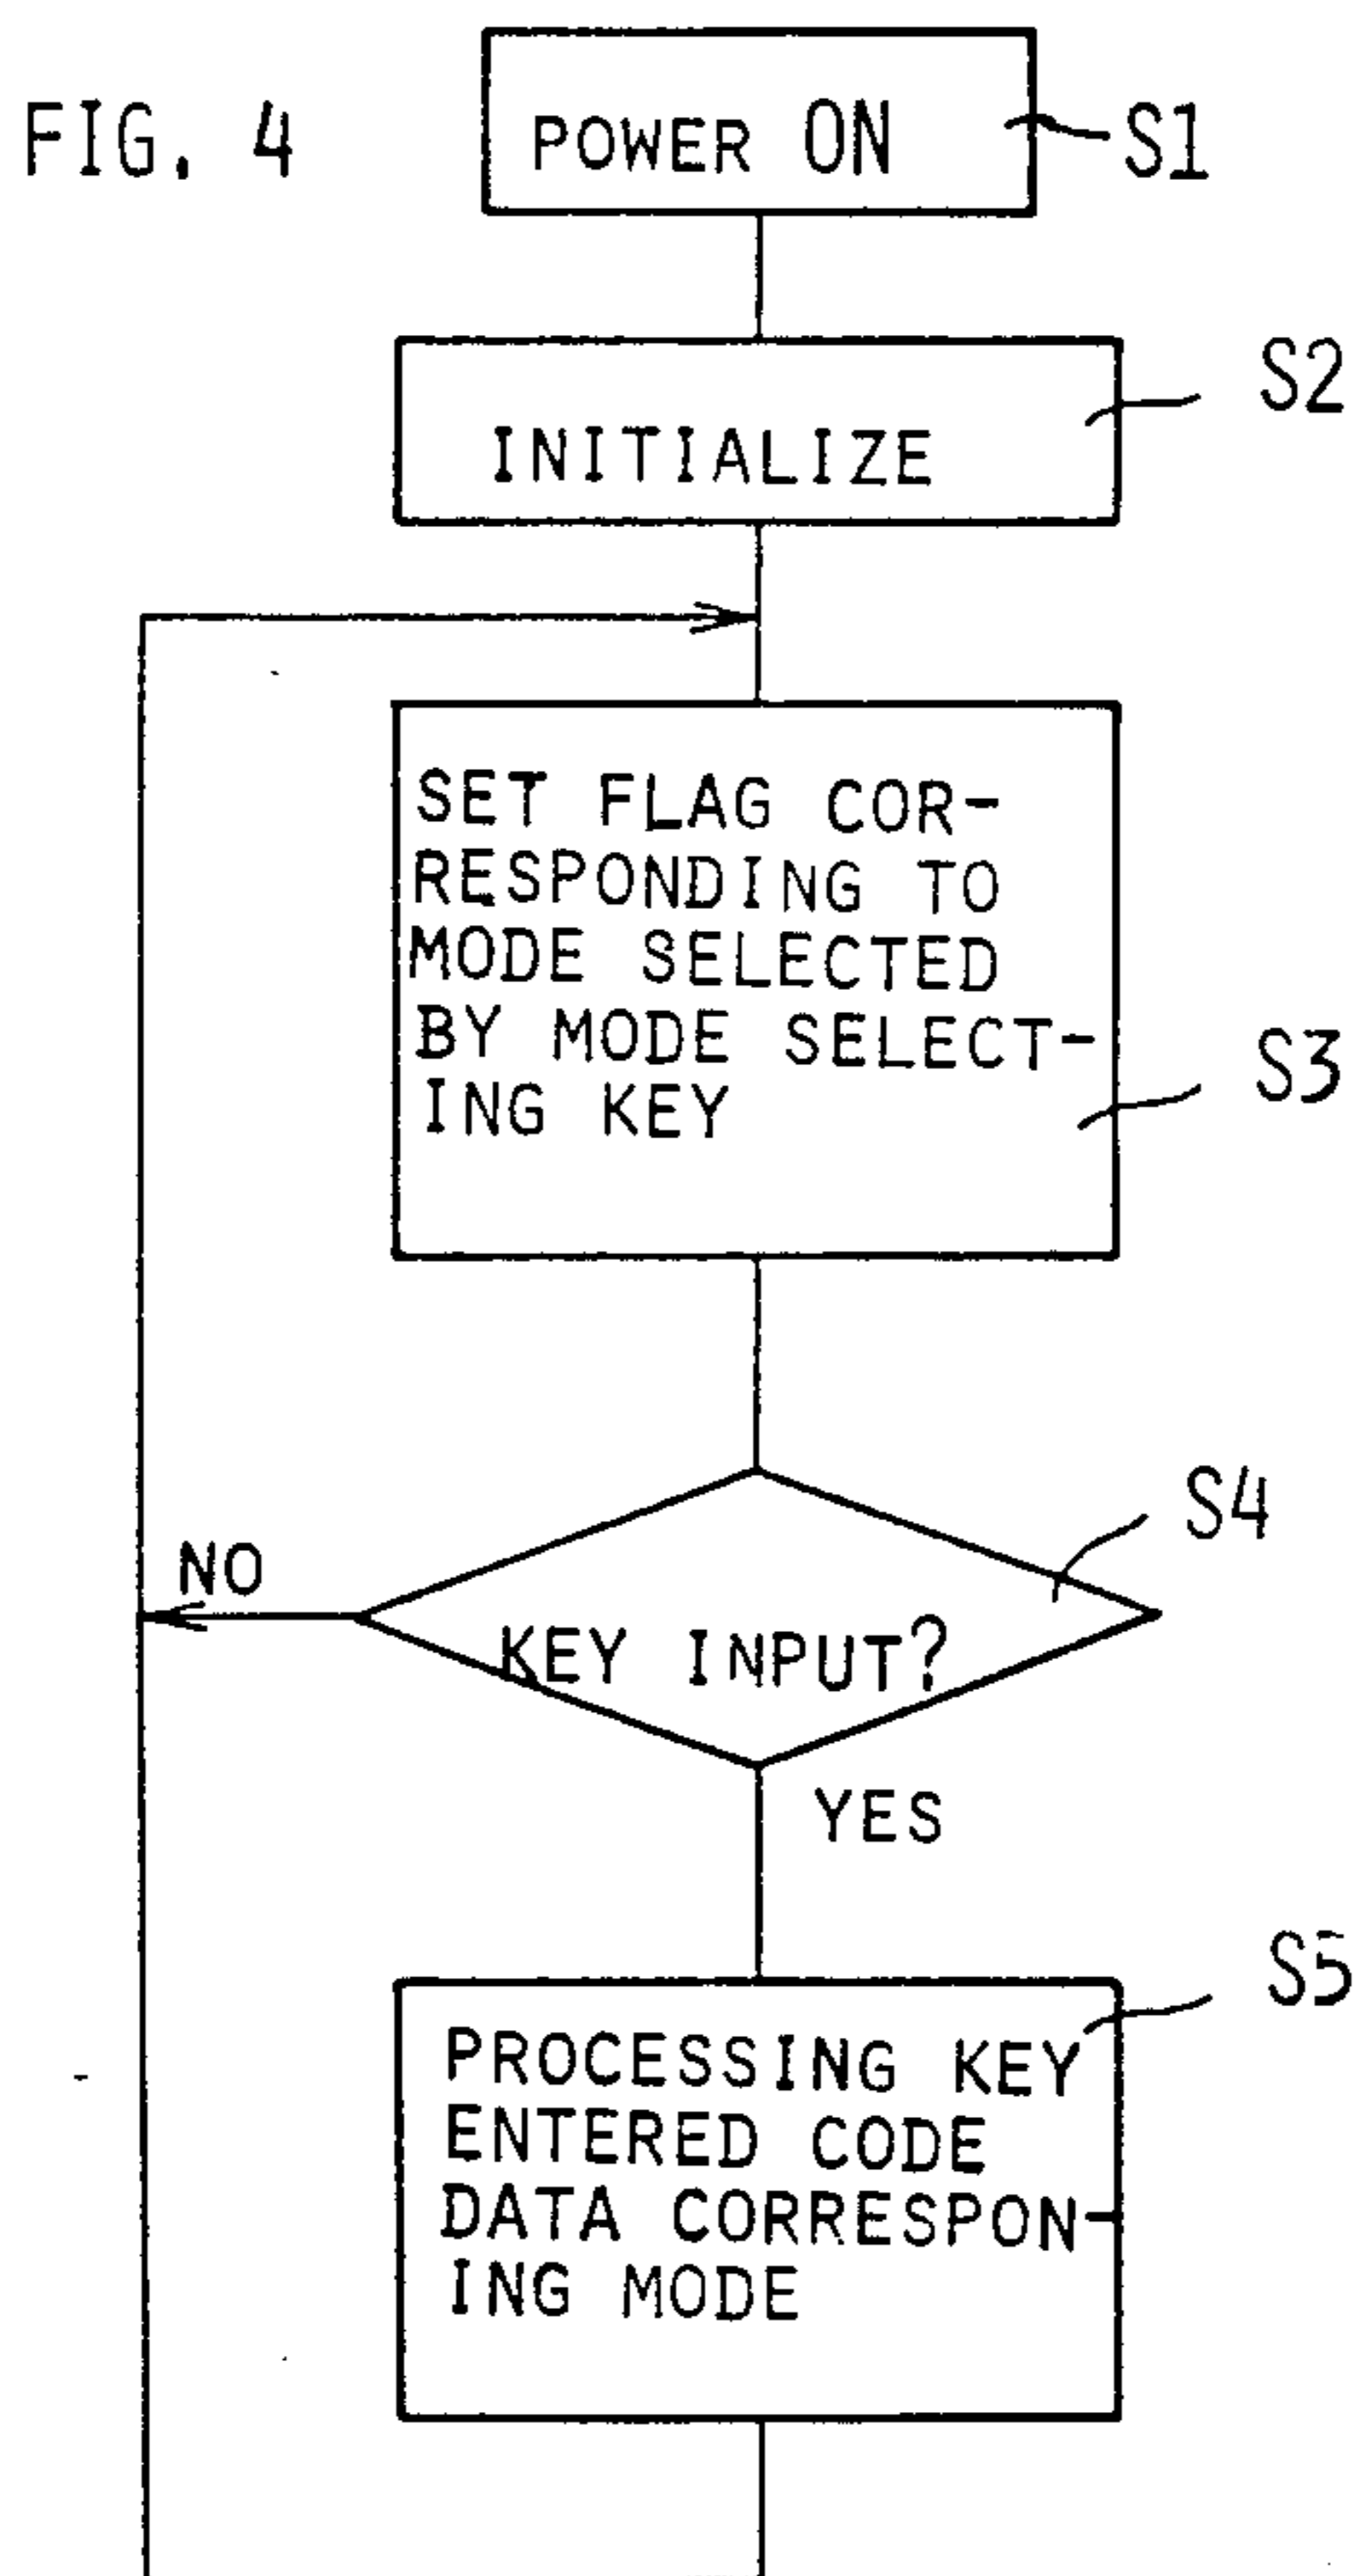 FIG. 4
POWER ON
S1
INITIALIZE
S2
SET FLAG COR-
RESPONDING TO
MODE SELECTED
BY MODE SELECT-
ING KEY
S3
S4
NO
KEY INPUT?
YES
S5
PROCESSING KEY
ENTERED CODE
DATA CORRESPON-
ING MODE